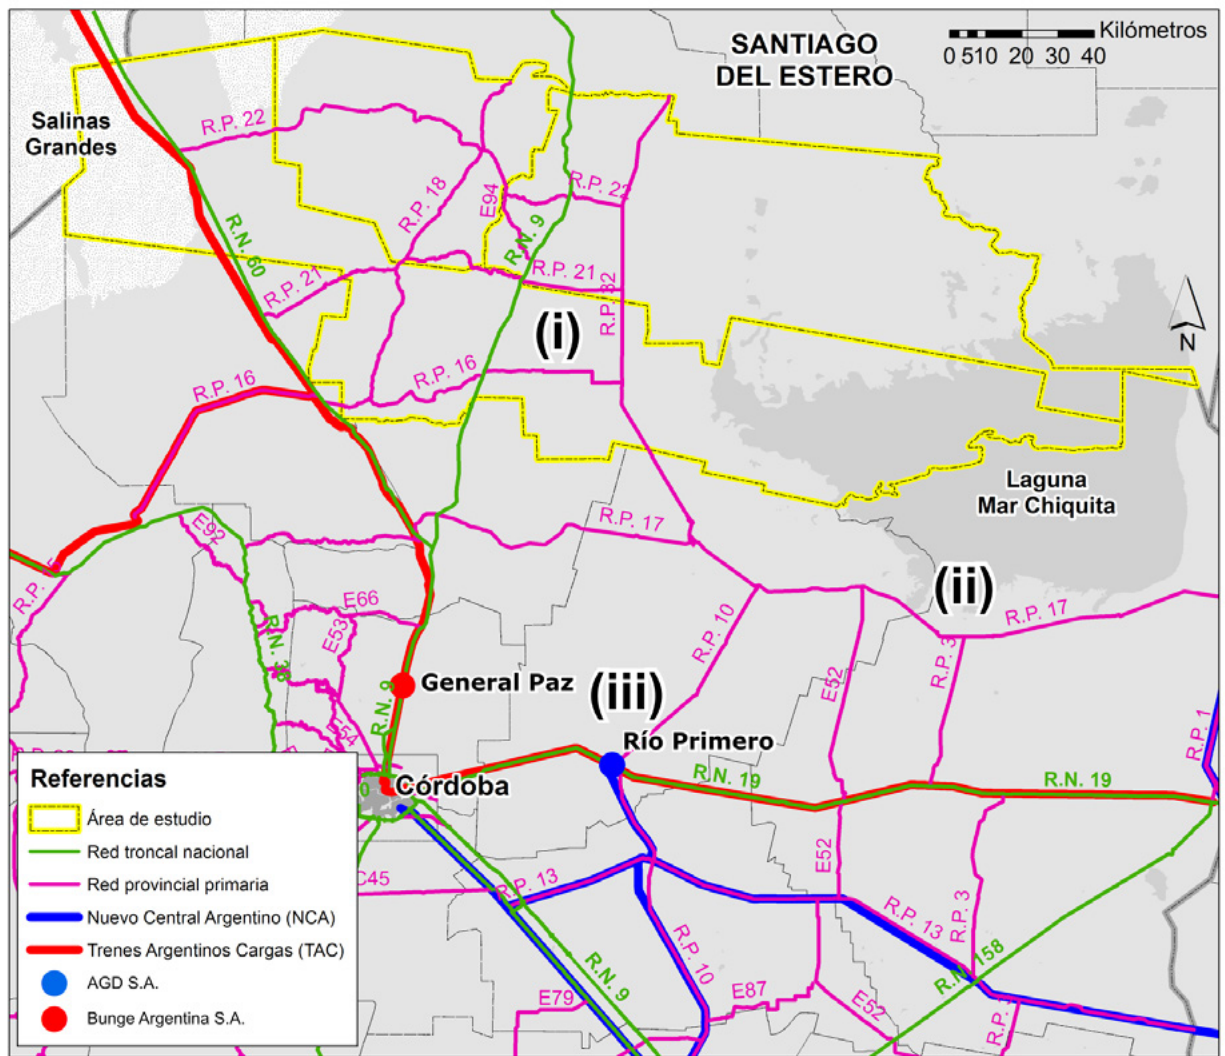 SANTIAGO
DEL ESTERO
Kilómetros
0 5 10 20 30 40
Salinas
Grandes
R.P. 22
R.P. 18
E94
R.P. 22
R.N. 9
R.N. 60
R.P. 21
R.P. 21
R.P. 32
(i)
N
R.P. 16
R.P. 16
Laguna
Mar Chiquita
R.P. 17
E92
(ii)
R.P. 17
E66
R.P. 10
E53
R.N. 38
E52
R.P. 3
General Paz
(iii)
R.N. 9
E54
R.P. 1
Río Primero
R.N. 19
R.N. 19
Córdoba
E52
C45
R.P. 13
R.P. 13
R.P. 3
R.P. 10
R.N. 158
R.N. 9
E79
E87
E52
Referencias
Área de estudio
Red troncal nacional
Red provincial primaria
Nuevo Central Argentino (NCA)
Trenes Argentinos Cargas (TAC)
AGD S.A.
Bunge Argentina S.A.